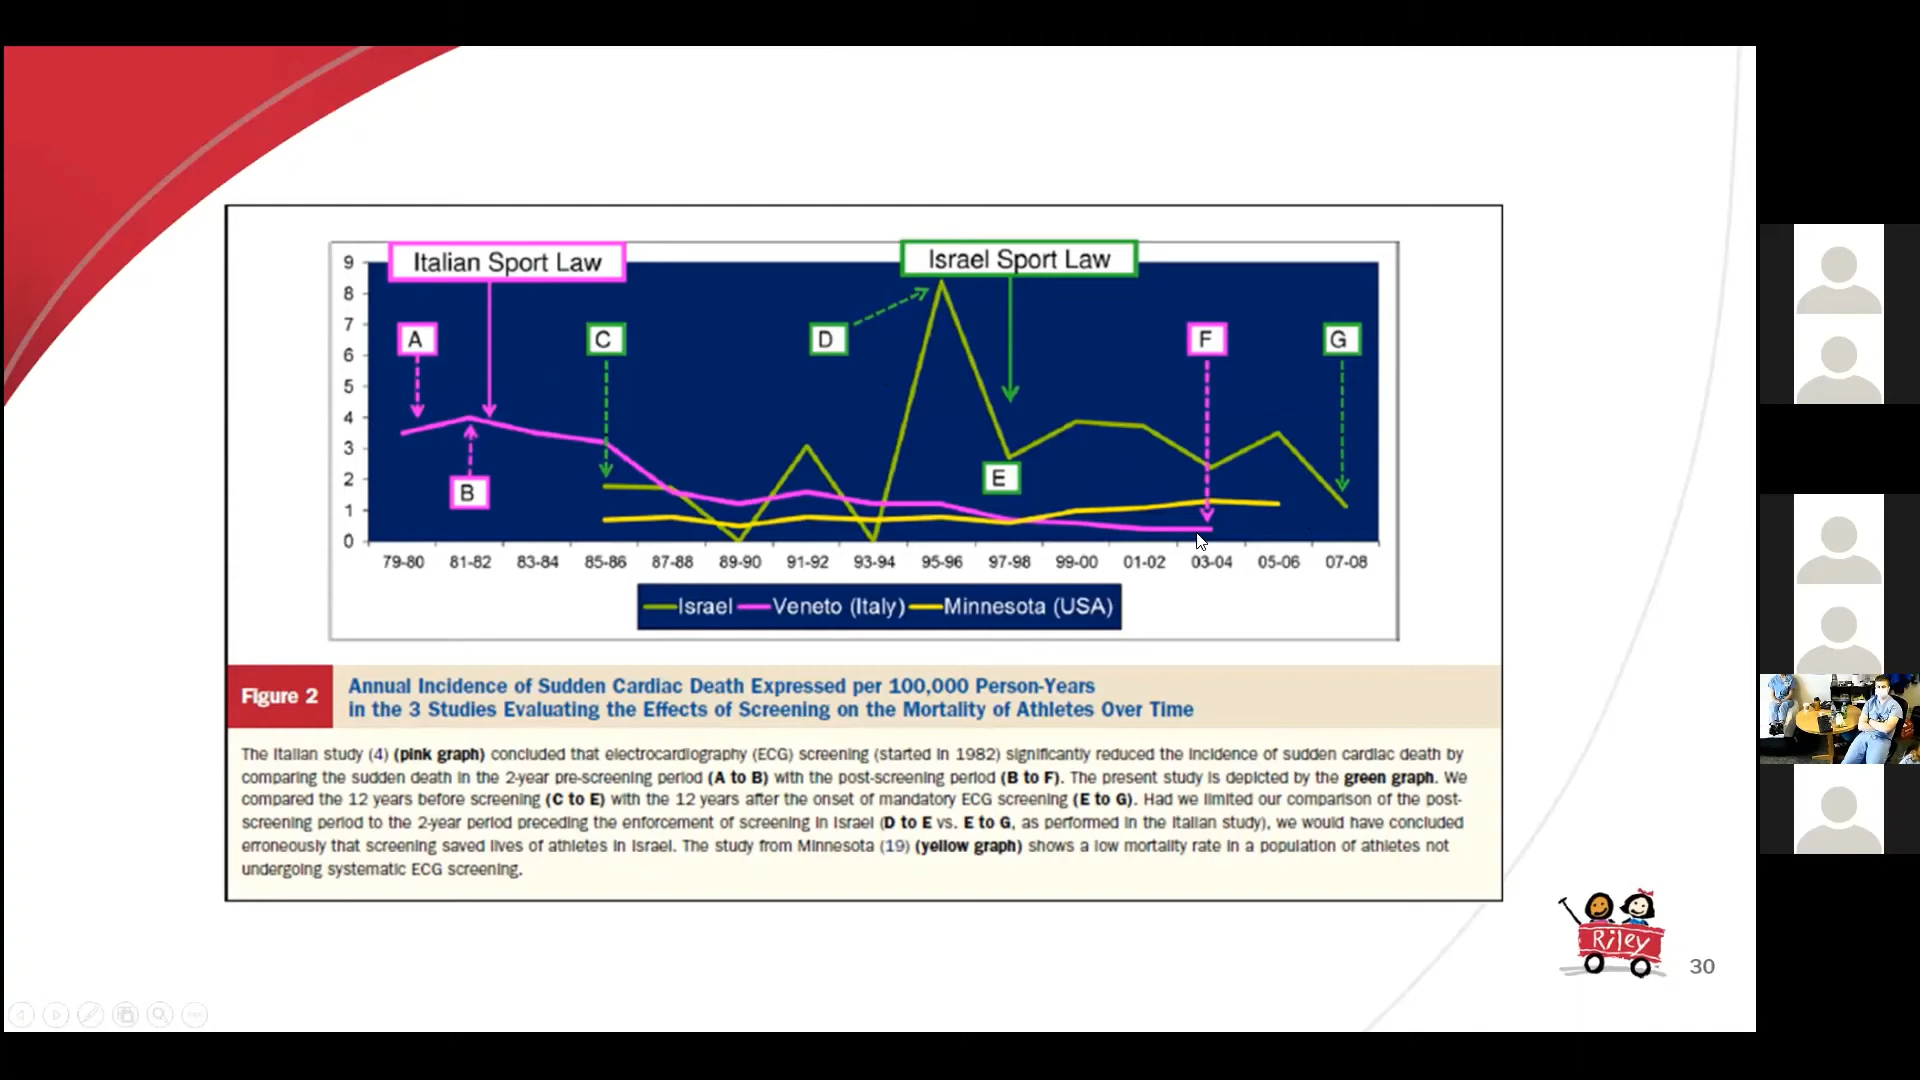 Italian Sport Law
Israel Sport Law
9
8
7
6
5
4
3
2
1
0
A
B
C
D
E
F
G
79-80 81-82 83-84 85-86 87-88 89-90 91-92 93-94 95-96 97-98 99-00 01-02 03-04 05-06 07-08
Israel Veneto (Italy) Minnesota (USA)
Figure 2
Annual Incidence of Sudden Cardiac Death Expressed per 100,000 Person-Years
in the 3 Studies Evaluating the Effects of Screening on the Mortality of Athletes Over Time
The Italian study (4) (pink graph) concluded that electrocardiography (ECG) screening (started in 1982) significantly reduced the incidence of sudden cardiac death by
comparing the sudden death in the 2-year pre-screening period (A to B) with the post-screening period (B to F). The present study is depicted by the green graph. We
compared the 12 years before screening (C to E) with the 12 years after the onset of mandatory ECG screening (E to G). Had we limited our comparison of the post-
screening period to the 2-year period preceding the enforcement of screening in Israel (D to E vs. E to G, as performed in the Italian study), we would have concluded
erroneously that screening saved lives of athletes in Israel. The study from Minnesota (19) (yellow graph) shows a low mortality rate in a population of athletes not
undergoing systematic ECG screening.
Riley
30